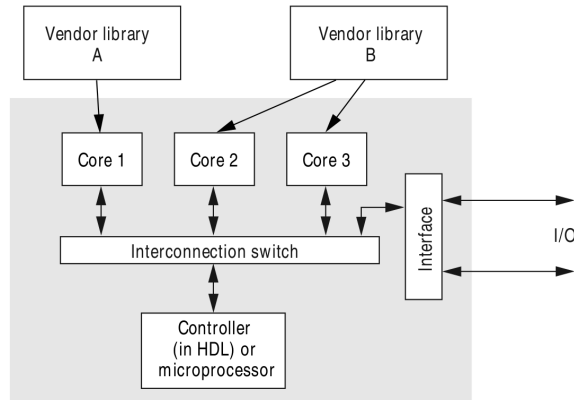 Vendor library
A
Vendor library
B
Core 1
Core 2
Core 3
Interface
I/O
Interconnection switch
Controller
(in HDL) or
microprocessor